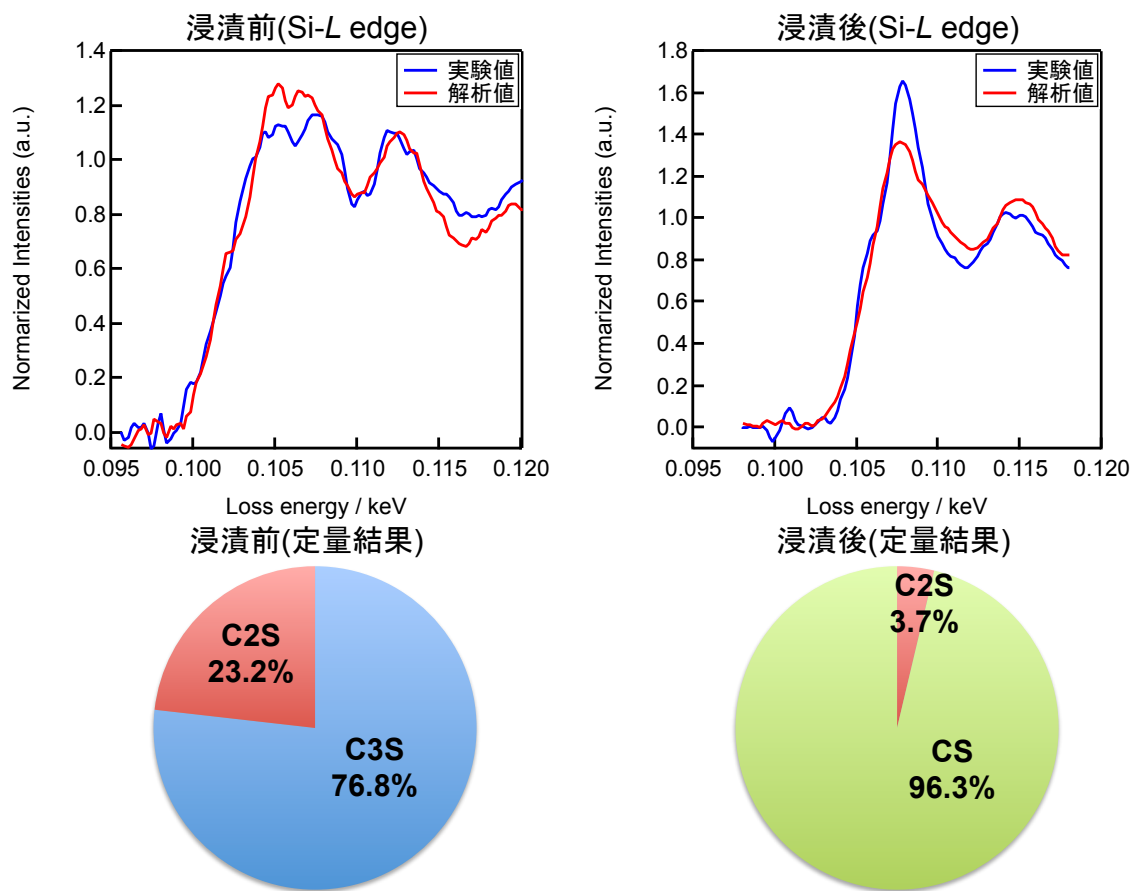 浸漬前(Si-L edge)
Normarized Intensities (a.u.)
1.4
1.2
1.0
0.8
0.6
0.4
0.2
0.0
実験値
解析値
0.095
0.100
0.105
0.110
0.115
0.120
Loss energy / keV
浸漬後(Si-L edge)
Normarized Intensities (a.u.)
1.8
1.6
1.4
1.2
1.0
0.8
0.6
0.4
0.2
0.0
実験値
解析値
0.095
0.100
0.105
0.110
0.115
0.120
Loss energy / keV
浸漬前(定量結果)
C2S
23.2%
C3S
76.8%
浸漬後(定量結果)
C2S
3.7%
CS
96.3%